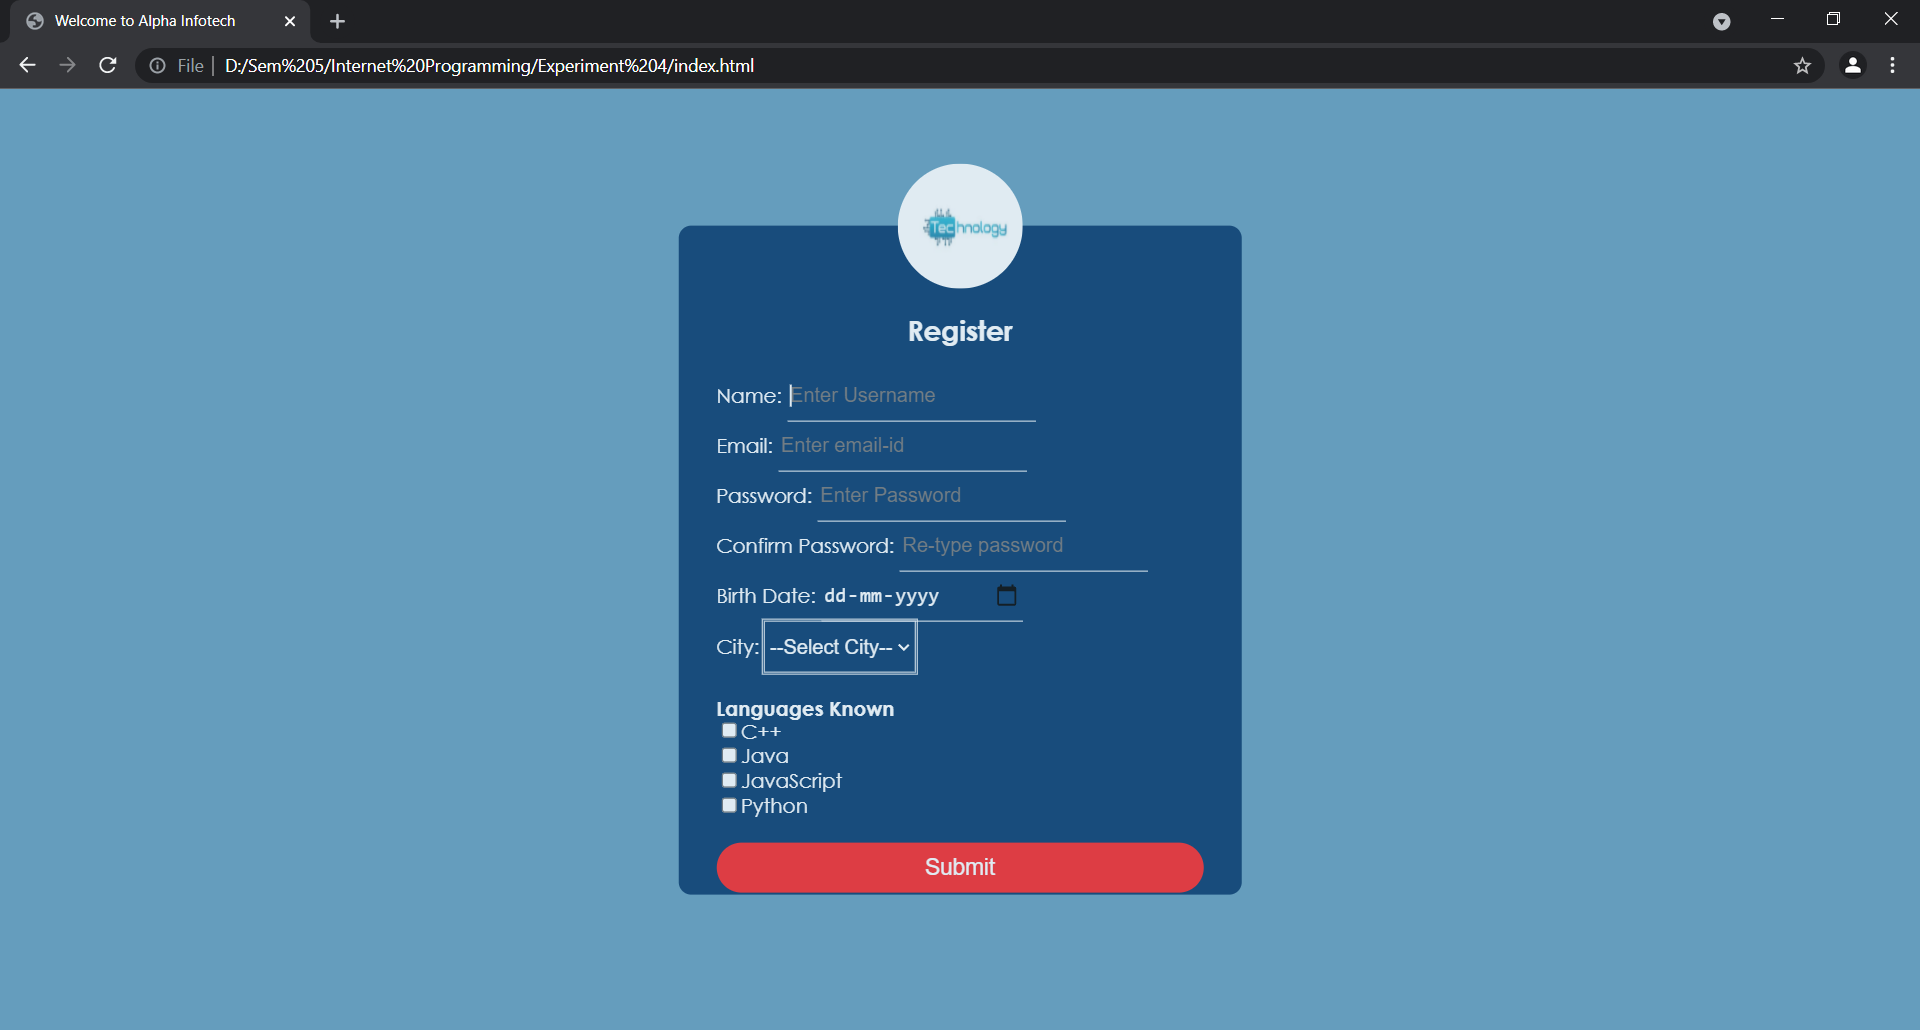 Welcome to Alpha Infotech
File D:/Sem%205/Internet%20Programming/Experiment%204/index.html
Technology
Register
Name: Enter Username
Email: Enter email-id
Password: Enter Password
Confirm Password: Re-type password
Birth Date: dd-mm-yyyy
City: --Select City--
Languages Known
C++
Java
JavaScript
Python
Submit